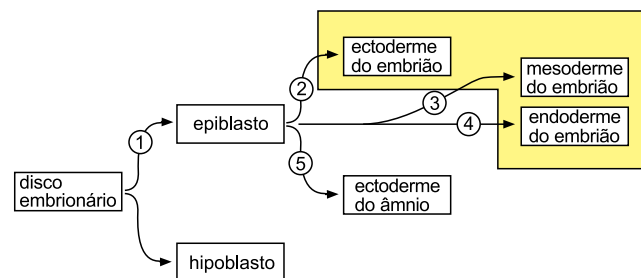 ectoderme
do embrião
mesoderme
do embrião
2
3
epiblasto
4
endoderme
do embrião
1
5
disco
embrionário
ectoderme
do âmnio
hipoblasto